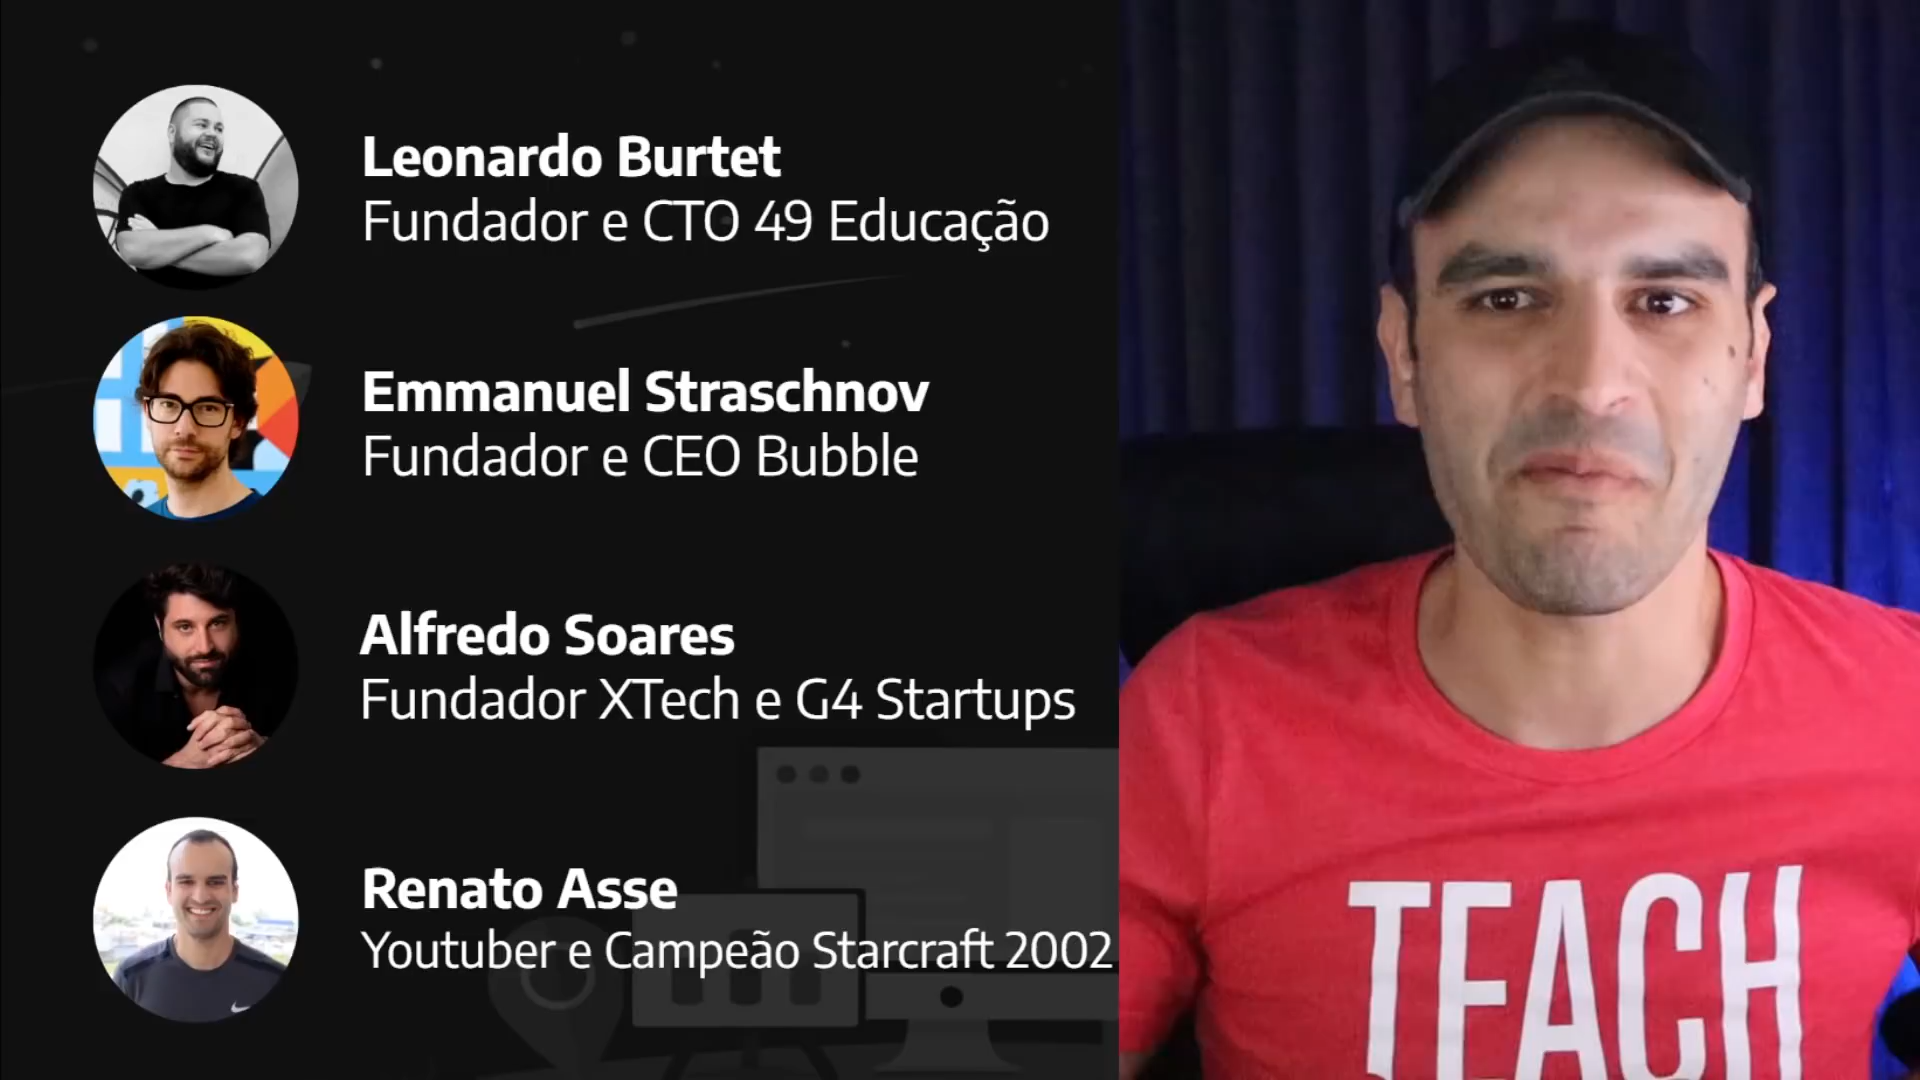 Leonardo Burtet
Fundador e CTO 49 Educação
Emmanuel Straschnov
Fundador e CEO Bubble
Alfredo Soares
Fundador XTech e G4 Startups
Renato Asse
Youtuber e Campeão Starcraft 2002
TEACH